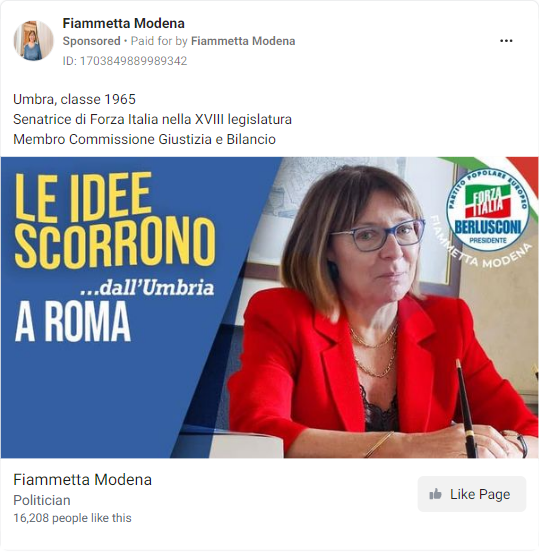 Fiammetta Modena
Sponsored • Paid for by Fiammetta Modena
ID: 1703849889989342
Umbra, classe 1965
Senatrice di Forza Italia nella XVIII legislatura
Membro Commissione Giustizia e Bilancio
LE IDEE
SCORRONO
...dall'Umbria
A ROMA
PARTITO POPOLARE EUROPEO
FORZA
ITALIA
BERLUSCONI
PRESIDENTE
FIAMMETTA MODENA
Fiammetta Modena
Politician
16,208 people like this
Like Page